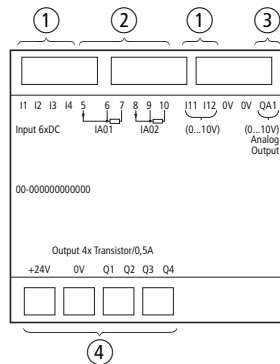 1 2 1 3
I1 I2 I3 I4 5 6 7 8 9 10 I11 I12 0V 0V QA1
Input 6xDC IA01 IA02 (0...10V) (0...10V)
Analog
Output
00-000000000000
Output 4x Transistor/0,5A
+24V 0V Q1 Q2 Q3 Q4
4